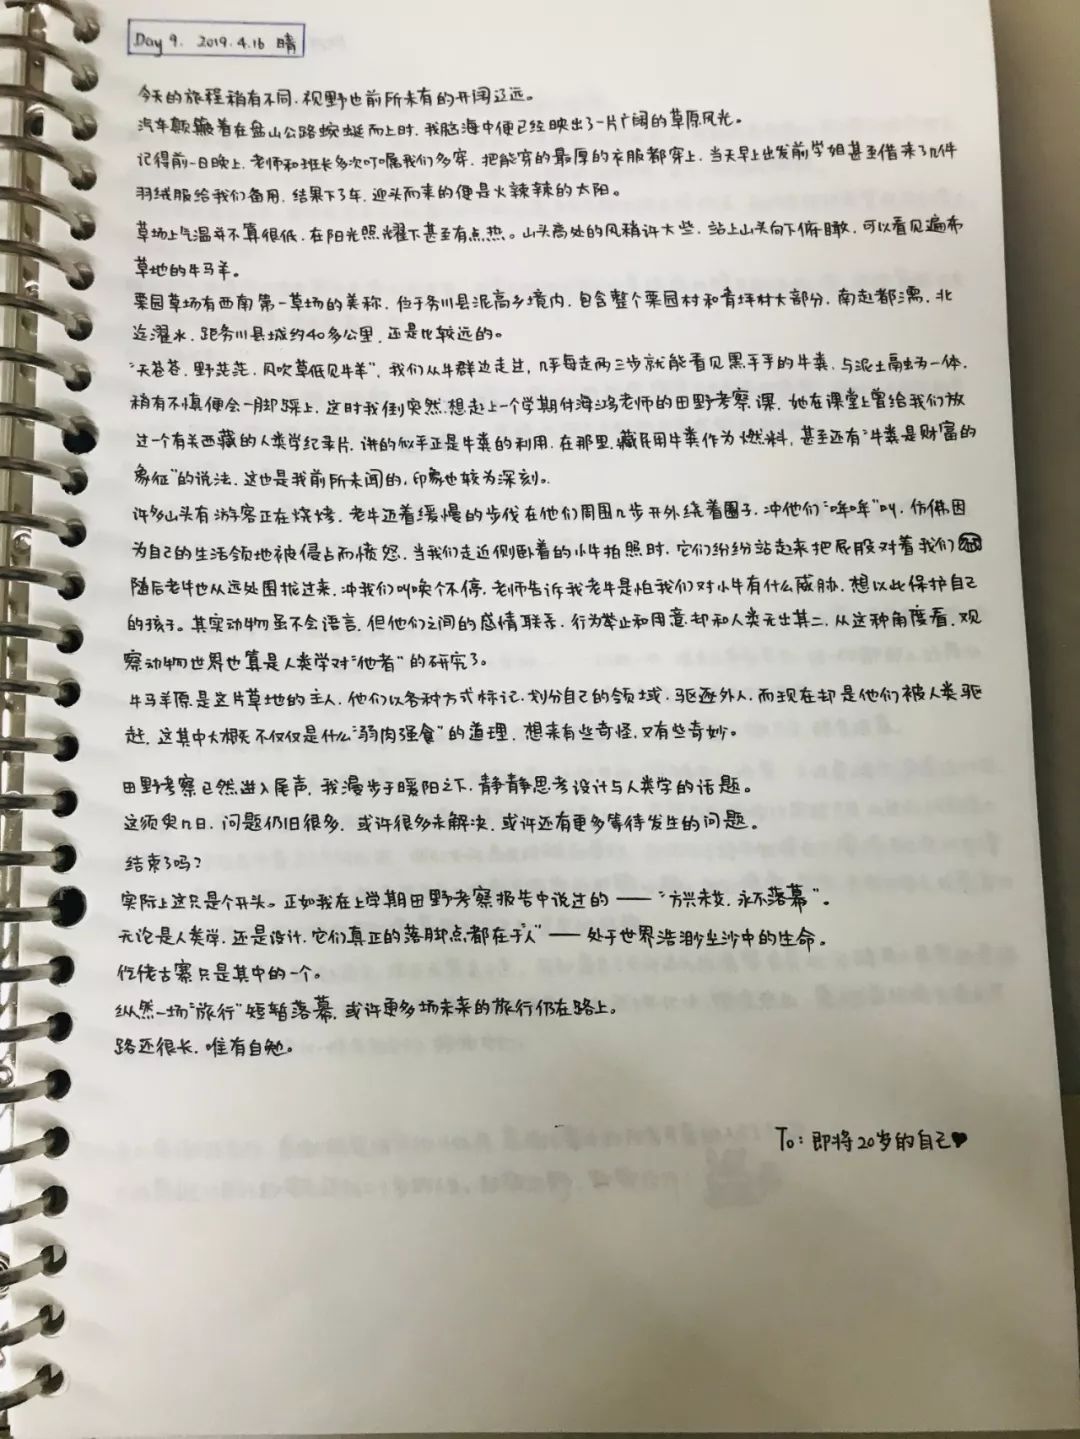 Day 9. 2019.4.16 晴
今天的旅程稍有不同，视野也前所未有的开阔辽远。
汽车颠簸着在盘山公路蜿蜒而上时，我脑海中便已经映出了一片广阔的草原风光。
记得前一日晚上，老师和班长多次叮嘱我们多穿，把能穿的最厚的衣服都穿上，当天早上出发前学姐甚至借来了几件
羽绒服给我们备用，结果下了车，迎头而来的便是火辣辣的太阳。
草场上气温并不算很低，在阳光照耀下甚至有点热。山头高处的风稍许大些，站上山头向下俯瞰，可以看见遍布
草地的牛马羊。
栗园草场有西南第一草场的美称，位于务川县泥高乡境内，包含整个栗园村和青坪村大部分，南起都濡，北
迄濯水，距务川县城约40多公里，还是比较远的。
“天苍苍，野茫茫，风吹草低见牛羊”，我们从牛群边走过，几乎每走两三步就能看见黑乎乎的牛粪，与泥土融为一体，
稍有不慎便会一脚踩上，这时我倒突然想起上一个学期付海鸿老师的田野考察课，她在课堂上曾给我们放
过一个有关西藏的人类学纪录片，讲的似乎正是牛粪的利用，在那里，藏民用牛粪作为燃料，甚至还有“牛粪是财富的
象征”的说法，这也是我前所未闻的，印象也较为深刻。
许多山头有游客正在烧烤，老牛迈着缓慢的步伐在他们周围几步开外绕着圈子，冲他们“哞哞”叫，仿佛因
为自己的生活领地被侵占而愤怒，当我们走近侧卧着的小牛拍照时，它们纷纷站起来把屁股对着我们
随后老牛也从远处围拢过来，冲我们叫唤个不停，老师告诉我老牛是怕我们对小牛有什么威胁，想以此保护自己
的孩子。其实动物虽不会语言，但他们之间的感情联系，行为举止和用意却和人类无出其二，从这种角度看，观
察动物世界也算是人类学对“他者”的研究了。
牛马羊原是这片草地的主人，他们以各种方式标记、划分自己的领域，驱逐外人，而现在却是他们被人类驱
赶，这其中大概不仅仅是什么“弱肉强食”的道理，想来有些奇怪，又有些奇妙。
田野考察已然进入尾声，我漫步于暖阳之下，静静思考设计与人类学的话题。
这须臾几日，问题仍旧很多，或许很多未解决，或许还有更多等待发生的问题。
结束了吗？
实际上这只是个开头。正如我在上学期田野考察报告中说过的——“方兴未艾，永不落幕”。
无论是人类学，还是设计，它们真正的落脚点都在于“人”——处于世界浩渺尘沙中的生命。
仡佬古寨只是其中的一个。
纵然一场“旅行”短暂落幕，或许更多场未来的旅行仍在路上。
路还很长，唯有自勉。
To：即将20岁的自己♥